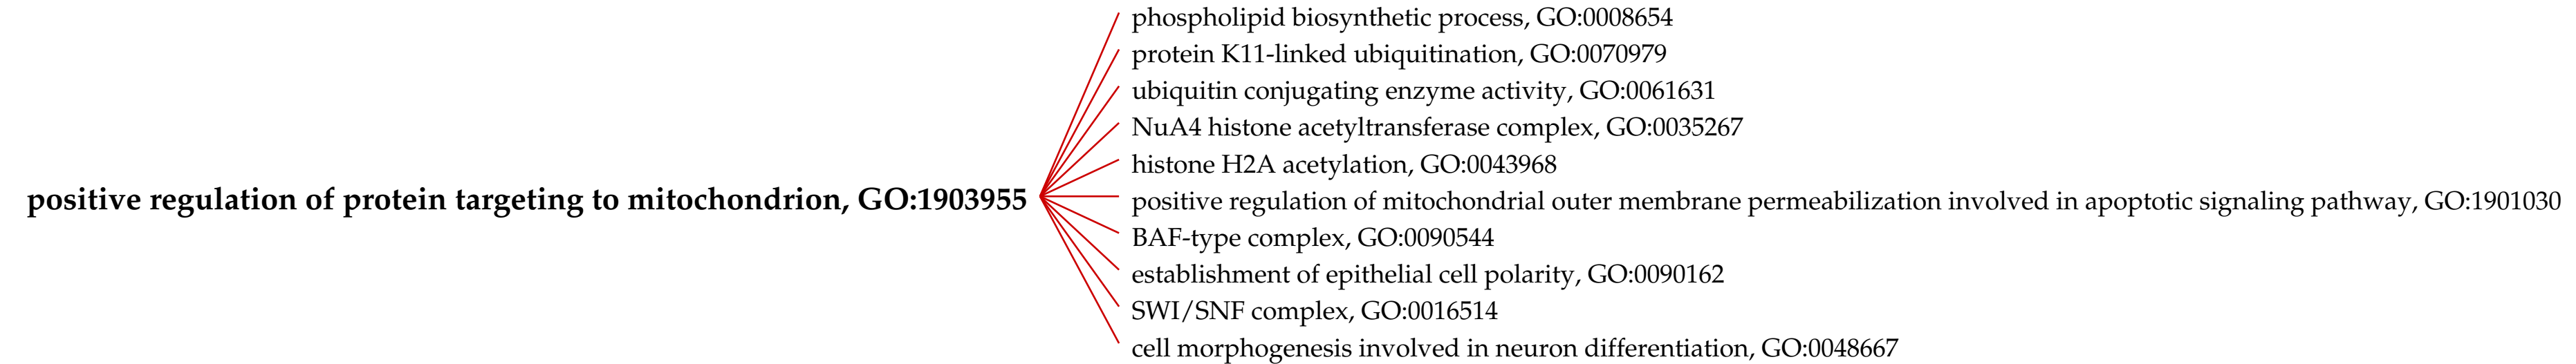 phospholipid biosynthetic process, GO:0008654
protein K11-linked ubiquitination, GO:0070979
ubiquitin conjugating enzyme activity, GO:0061631
NuA4 histone acetyltransferase complex, GO:0035267
histone H2A acetylation, GO:0043968
positive regulation of protein targeting to mitochondrion, GO:1903955
positive regulation of mitochondrial outer membrane permeabilization involved in apoptotic signaling pathway, GO:1901030
BAF-type complex, GO:0090544
establishment of epithelial cell polarity, GO:0090162
SWI/SNF complex, GO:0016514
cell morphogenesis involved in neuron differentiation, GO:0048667